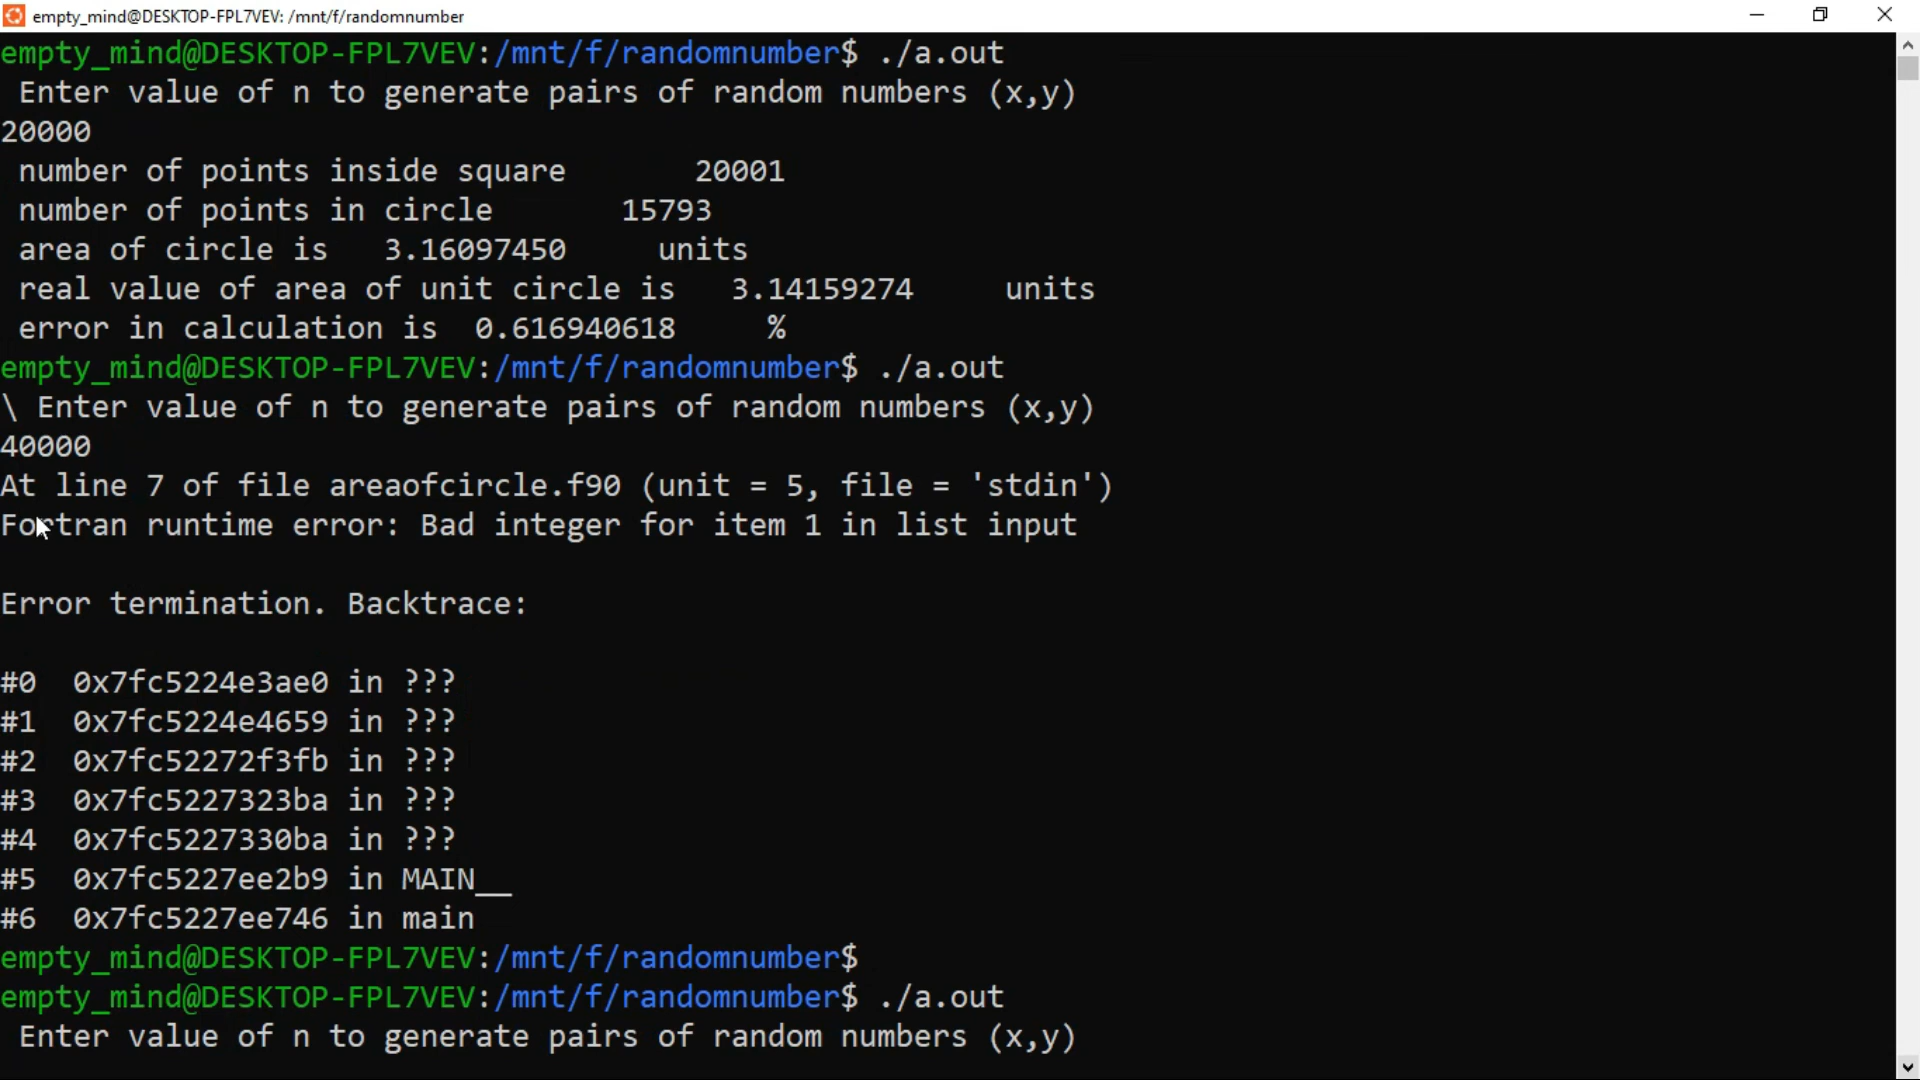 empty_mind@DESKTOP-FPL7VEV: /mnt/f/randomnumber
empty_mind@DESKTOP-FPL7VEV:/mnt/f/randomnumber$ ./a.out
Enter value of n to generate pairs of random numbers (x,y)
20000
number of points inside square 20001
number of points in circle 15793
area of circle is 3.16097450 units
real value of area of unit circle is 3.14159274 units
error in calculation is 0.616940618 %
empty_mind@DESKTOP-FPL7VEV:/mnt/f/randomnumber$ ./a.out
\ Enter value of n to generate pairs of random numbers (x,y)
40000
At line 7 of file areaofcircle.f90 (unit = 5, file = 'stdin')
Fortran runtime error: Bad integer for item 1 in list input
Error termination. Backtrace:
#0 0x7fc5224e3ae0 in ???
#1 0x7fc5224e4659 in ???
#2 0x7fc52272f3fb in ???
#3 0x7fc5227323ba in ???
#4 0x7fc5227330ba in ???
#5 0x7fc5227ee2b9 in MAIN__
#6 0x7fc5227ee746 in main
empty_mind@DESKTOP-FPL7VEV:/mnt/f/randomnumber$
empty_mind@DESKTOP-FPL7VEV:/mnt/f/randomnumber$ ./a.out
Enter value of n to generate pairs of random numbers (x,y)